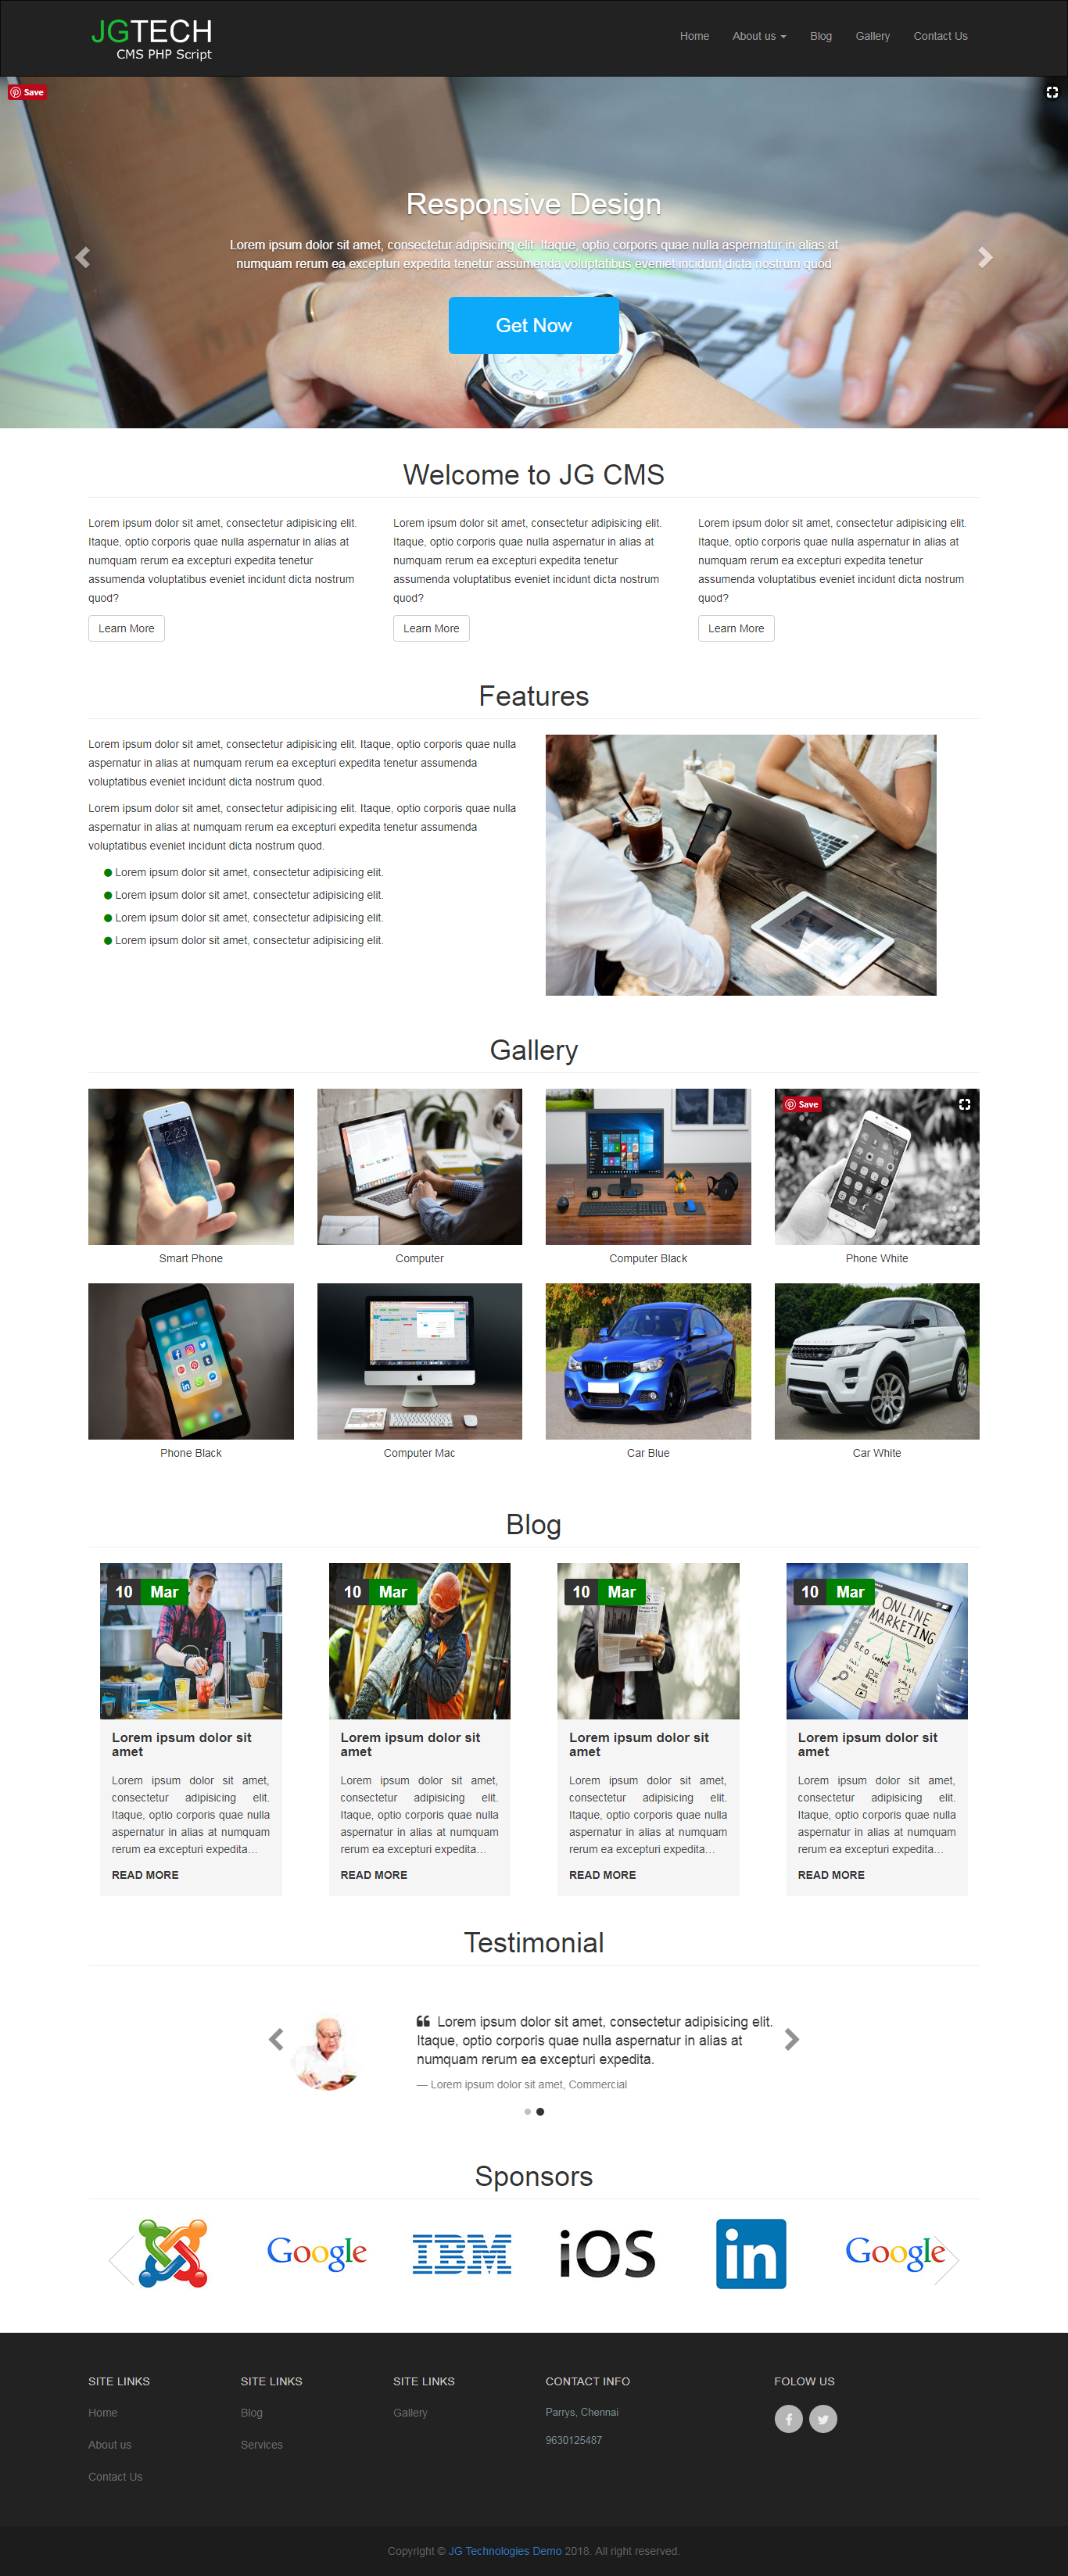 JGTECH
CMS PHP Script
Home
About us
Blog
Gallery
Contact Us
Save
Responsive Design
Lorem ipsum dolor sit amet, consectetur adipisicing elit. Itaque, optio corporis quae nulla aspernatur in alias at
numquam rerum ea excepturi expedita tenetur assumenda voluptatibus eveniet incidunt dicta nostrum quod
Get Now
Welcome to JG CMS
Lorem ipsum dolor sit amet, consectetur adipisicing elit.
Itaque, optio corporis quae nulla aspernatur in alias at
numquam rerum ea excepturi expedita tenetur
assumenda voluptatibus eveniet incidunt dicta nostrum
quod?
Learn More
Lorem ipsum dolor sit amet, consectetur adipisicing elit.
Itaque, optio corporis quae nulla aspernatur in alias at
numquam rerum ea excepturi expedita tenetur
assumenda voluptatibus eveniet incidunt dicta nostrum
quod?
Learn More
Lorem ipsum dolor sit amet, consectetur adipisicing elit.
Itaque, optio corporis quae nulla aspernatur in alias at
numquam rerum ea excepturi expedita tenetur
assumenda voluptatibus eveniet incidunt dicta nostrum
quod?
Learn More
Features
Lorem ipsum dolor sit amet, consectetur adipisicing elit. Itaque, optio corporis quae nulla
aspernatur in alias at numquam rerum ea excepturi expedita tenetur assumenda
voluptatibus eveniet incidunt dicta nostrum quod.
Lorem ipsum dolor sit amet, consectetur adipisicing elit. Itaque, optio corporis quae nulla
aspernatur in alias at numquam rerum ea excepturi expedita tenetur assumenda
voluptatibus eveniet incidunt dicta nostrum quod.
Lorem ipsum dolor sit amet, consectetur adipisicing elit.
Lorem ipsum dolor sit amet, consectetur adipisicing elit.
Lorem ipsum dolor sit amet, consectetur adipisicing elit.
Lorem ipsum dolor sit amet, consectetur adipisicing elit.
Gallery
12:23
Save
Smart Phone
Computer
Computer Black
Phone White
Phone Black
Computer Mac
Car Blue
Car White
Blog
10 Mar
Lorem ipsum dolor sit
amet
Lorem ipsum dolor sit amet,
consectetur adipisicing elit.
Itaque, optio corporis quae nulla
aspernatur in alias at numquam
rerum ea excepturi expedita...
READ MORE
10 Mar
Lorem ipsum dolor sit
amet
Lorem ipsum dolor sit amet,
consectetur adipisicing elit.
Itaque, optio corporis quae nulla
aspernatur in alias at numquam
rerum ea excepturi expedita...
READ MORE
10 Mar
Lorem ipsum dolor sit
amet
Lorem ipsum dolor sit amet,
consectetur adipisicing elit.
Itaque, optio corporis quae nulla
aspernatur in alias at numquam
rerum ea excepturi expedita...
READ MORE
10 Mar
ONLINE
MARKETING
Lorem ipsum dolor sit
amet
Lorem ipsum dolor sit amet,
consectetur adipisicing elit.
Itaque, optio corporis quae nulla
aspernatur in alias at numquam
rerum ea excepturi expedita...
READ MORE
Testimonial
Lorem ipsum dolor sit amet, consectetur adipisicing elit.
Itaque, optio corporis quae nulla aspernatur in alias at
numquam rerum ea excepturi expedita.
— Lorem ipsum dolor sit amet, Commercial
Sponsors
Google
IBM
iOS
in
Google
SITE LINKS
Home
About us
Contact Us
SITE LINKS
Blog
Services
SITE LINKS
Gallery
CONTACT INFO
Parrys, Chennai
9630125487
FOLOW US
Copyright © JG Technologies Demo 2018. All right reserved.